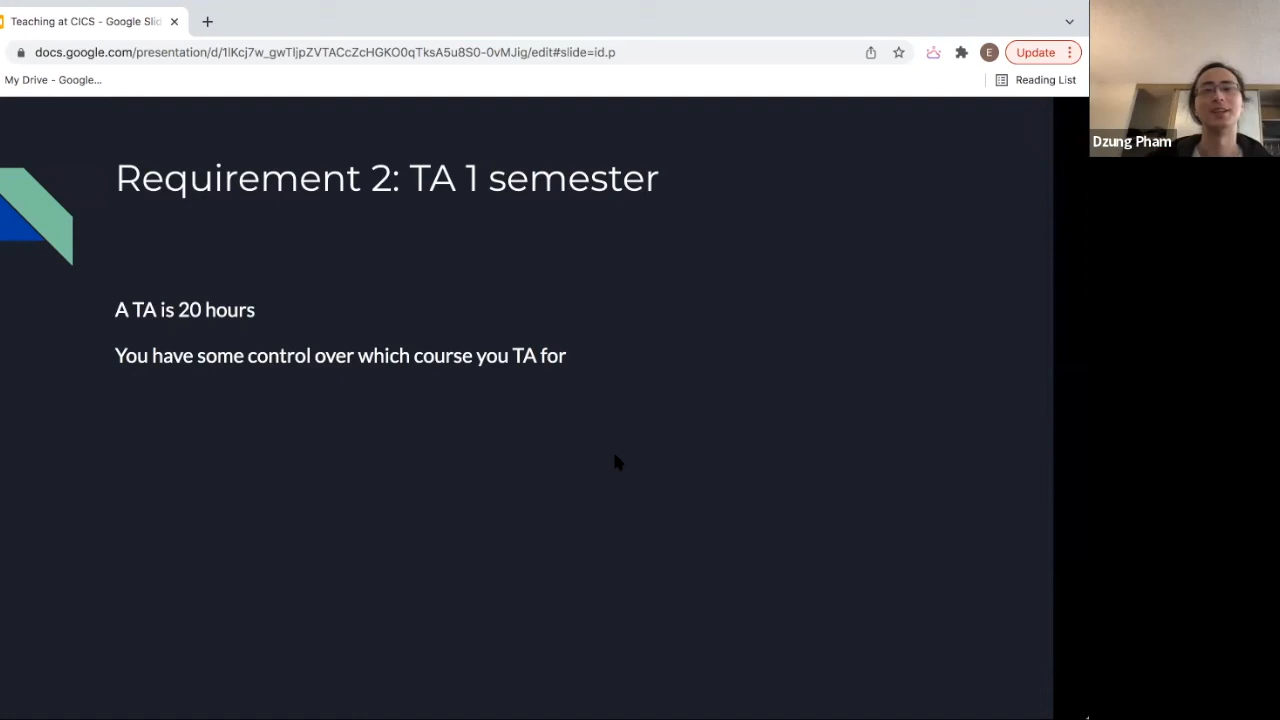 Teaching at CICS - Google Slid
docs.google.com/presentation/d/1lKcj7w_gwTljpZVTACcZcHGKO0qTksA5u8S0-0vMJig/edit#slide=id.p
E
Update
My Drive - Google...
Reading List
Dzung Pham
Requirement 2: TA 1 semester
A TA is 20 hours
You have some control over which course you TA for